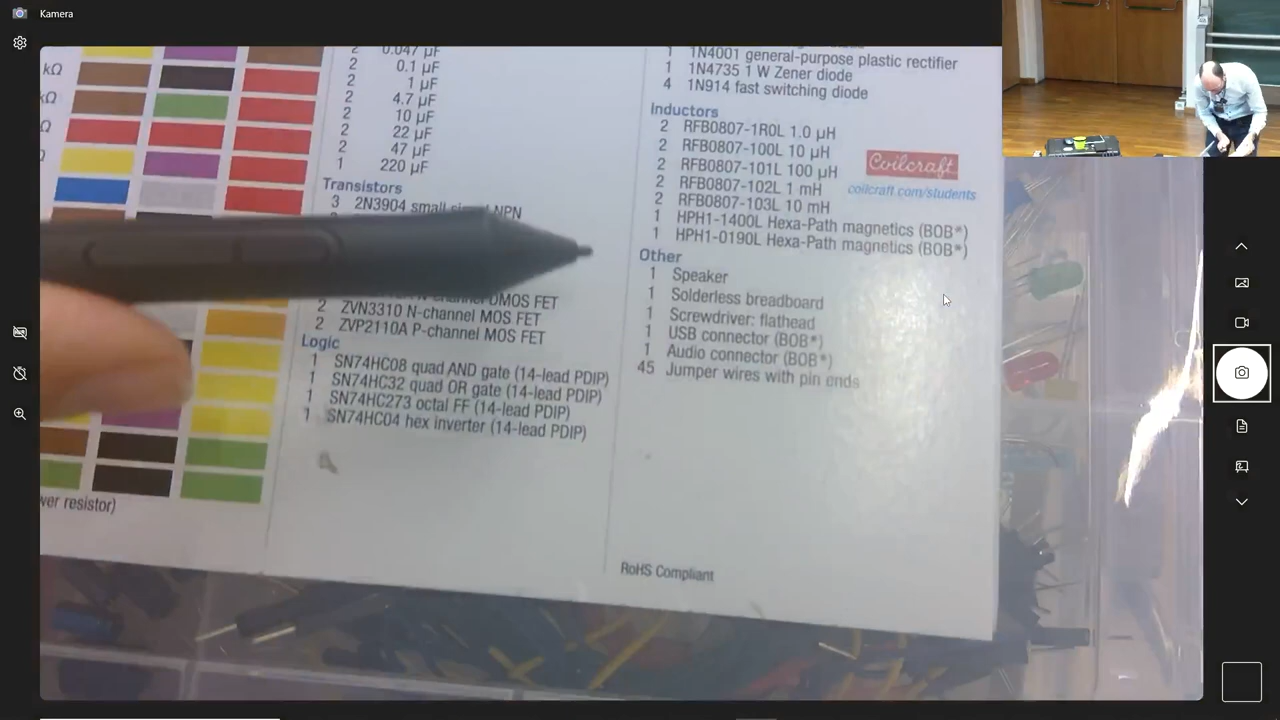 Kamera
kΩ
kΩ
Ω
wer resistor)
2 0.047 µF
2 0.1 µF
2 1 µF
2 4.7 µF
2 10 µF
2 22 µF
2 47 µF
1 220 µF
Transistors
3 2N3904 small NPN
DMOS FET
2 ZVN3310 N-channel MOS FET
2 ZVP2110A P-channel MOS FET
Logic
1 SN74HC08 quad AND gate (14-lead PDIP)
1 SN74HC32 quad OR gate (14-lead PDIP)
1 SN74HC273 octal FF (14-lead PDIP)
1 SN74HC04 hex inverter (14-lead PDIP)
1 1N4001 general-purpose plastic rectifier
1 1N4735 1 W Zener diode
4 1N914 fast switching diode
Inductors
2 RFB0807-1R0L 1.0 µH
2 RFB0807-100L 10 µH
2 RFB0807-101L 100 µH
2 RFB0807-102L 1 mH
2 RFB0807-103L 10 mH
1 HPH1-1400L Hexa-Path magnetics (BOB*)
1 HPH1-0190L Hexa-Path magnetics (BOB*)
Coilcraft
coilcraft.com/students
Other
1 Speaker
1 Solderless breadboard
1 Screwdriver: flathead
1 USB connector (BOB*)
1 Audio connector (BOB*)
45 Jumper wires with pin ends
RoHS Compliant